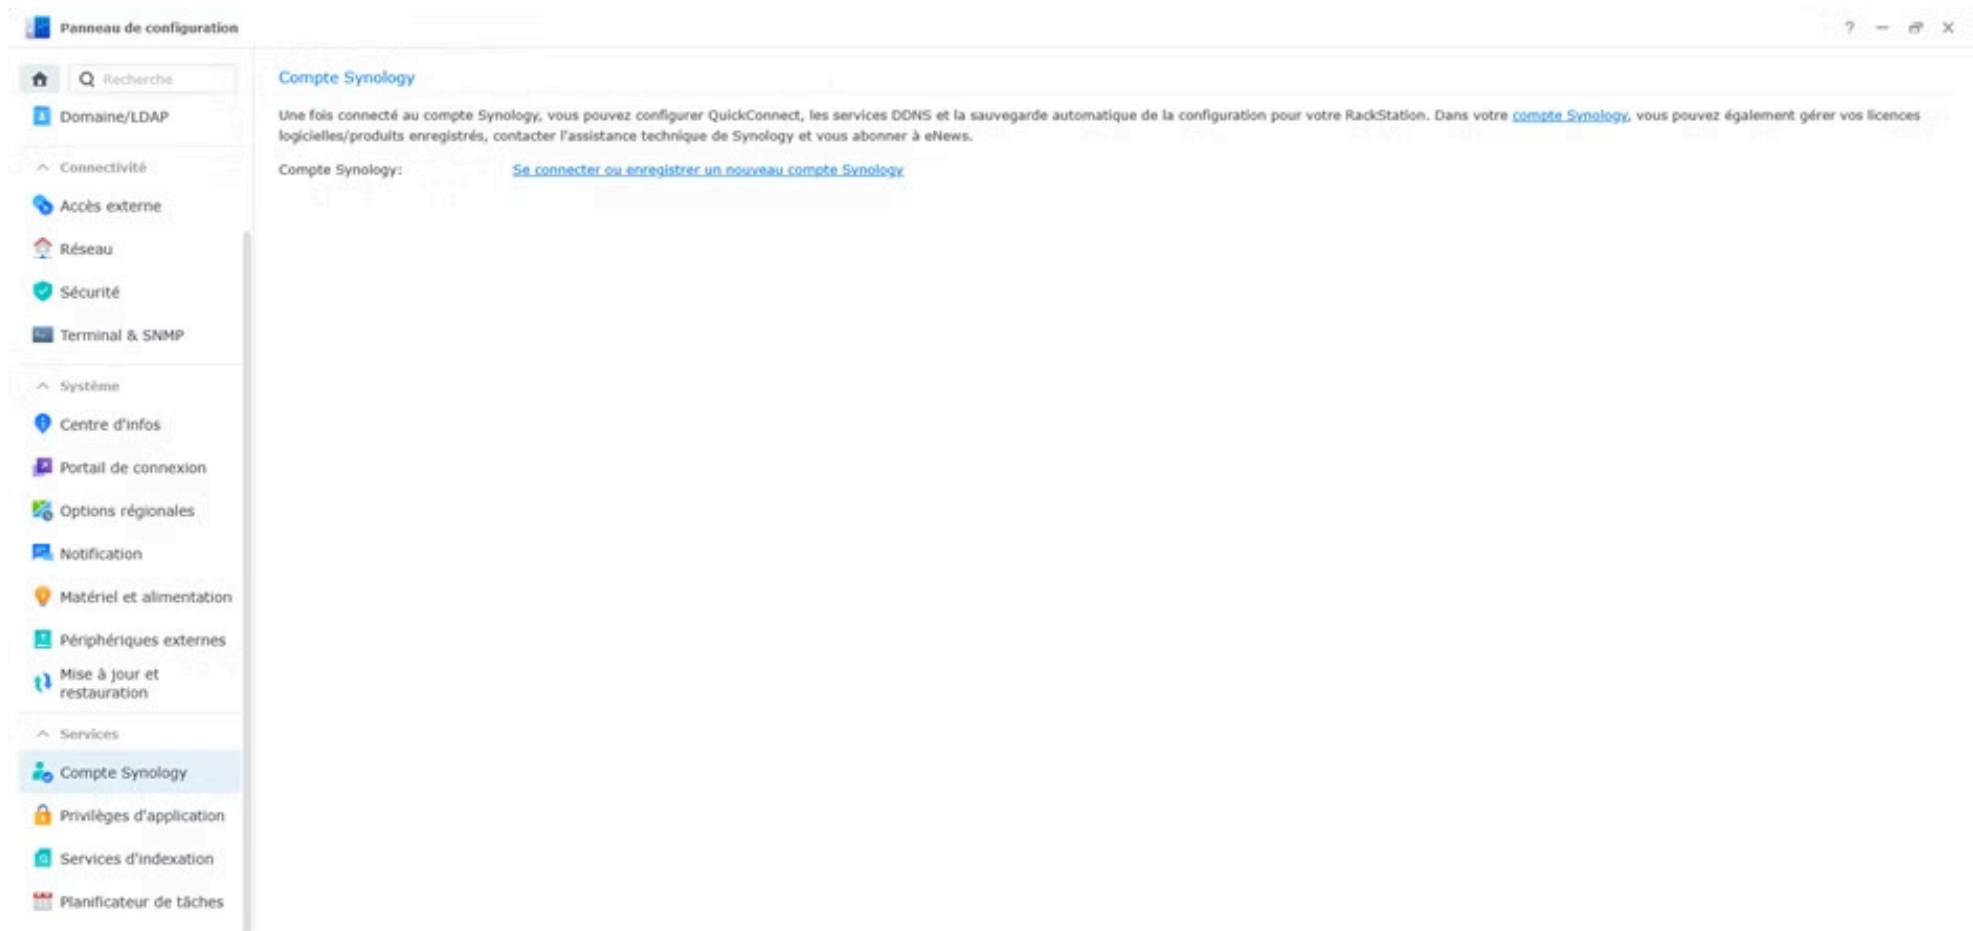 Panneau de configuration
?
Recherche
Domaine/LDAP
Connectivité
Accès externe
Réseau
Sécurité
Terminal & SNMP
Système
Centre d'infos
Portail de connexion
Options régionales
Notification
Matériel et alimentation
Périphériques externes
Mise à jour et
restauration
Services
Compte Synology
Privilèges d'application
Services d'indexation
Planificateur de tâches
Compte Synology
Une fois connecté au compte Synology, vous pouvez configurer QuickConnect, les services DDNS et la sauvegarde automatique de la configuration pour votre RackStation. Dans votre compte Synology, vous pouvez également gérer vos licences
logicielles/produits enregistrés, contacter l'assistance technique de Synology et vous abonner à eNews.
Compte Synology: Se connecter ou enregistrer un nouveau compte Synology